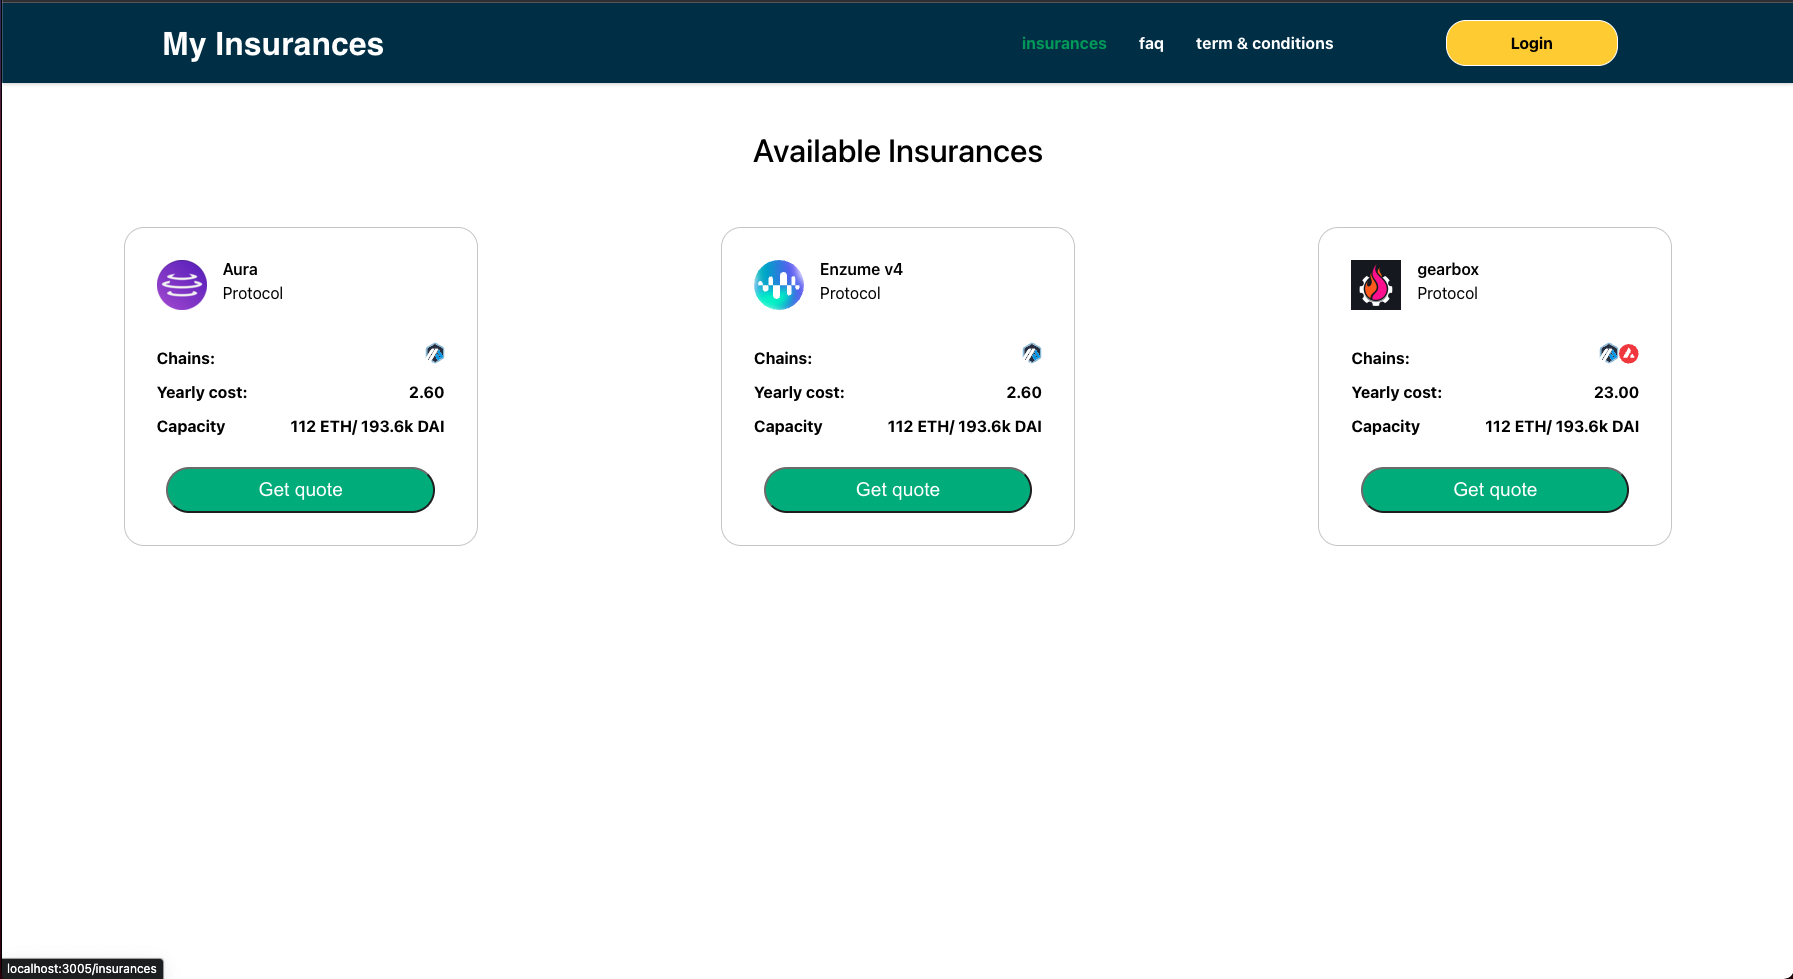 My Insurances
insurances faq term & conditions Login
Available Insurances
Aura
Protocol
Chains:
Yearly cost: 2.60
Capacity 112 ETH/ 193.6k DAI
Get quote
Enzume v4
Protocol
Chains:
Yearly cost: 2.60
Capacity 112 ETH/ 193.6k DAI
Get quote
gearbox
Protocol
Chains:
Yearly cost: 23.00
Capacity 112 ETH/ 193.6k DAI
Get quote
localhost:3005/insurances